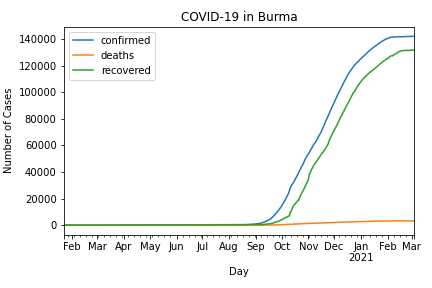 COVID-19 in Burma
confirmed
deaths
recovered
Number of Cases
140000
120000
100000
80000
60000
40000
20000
0
Feb Mar Apr May Jun Jul Aug Sep Oct Nov Dec Jan Feb Mar
2021
Day